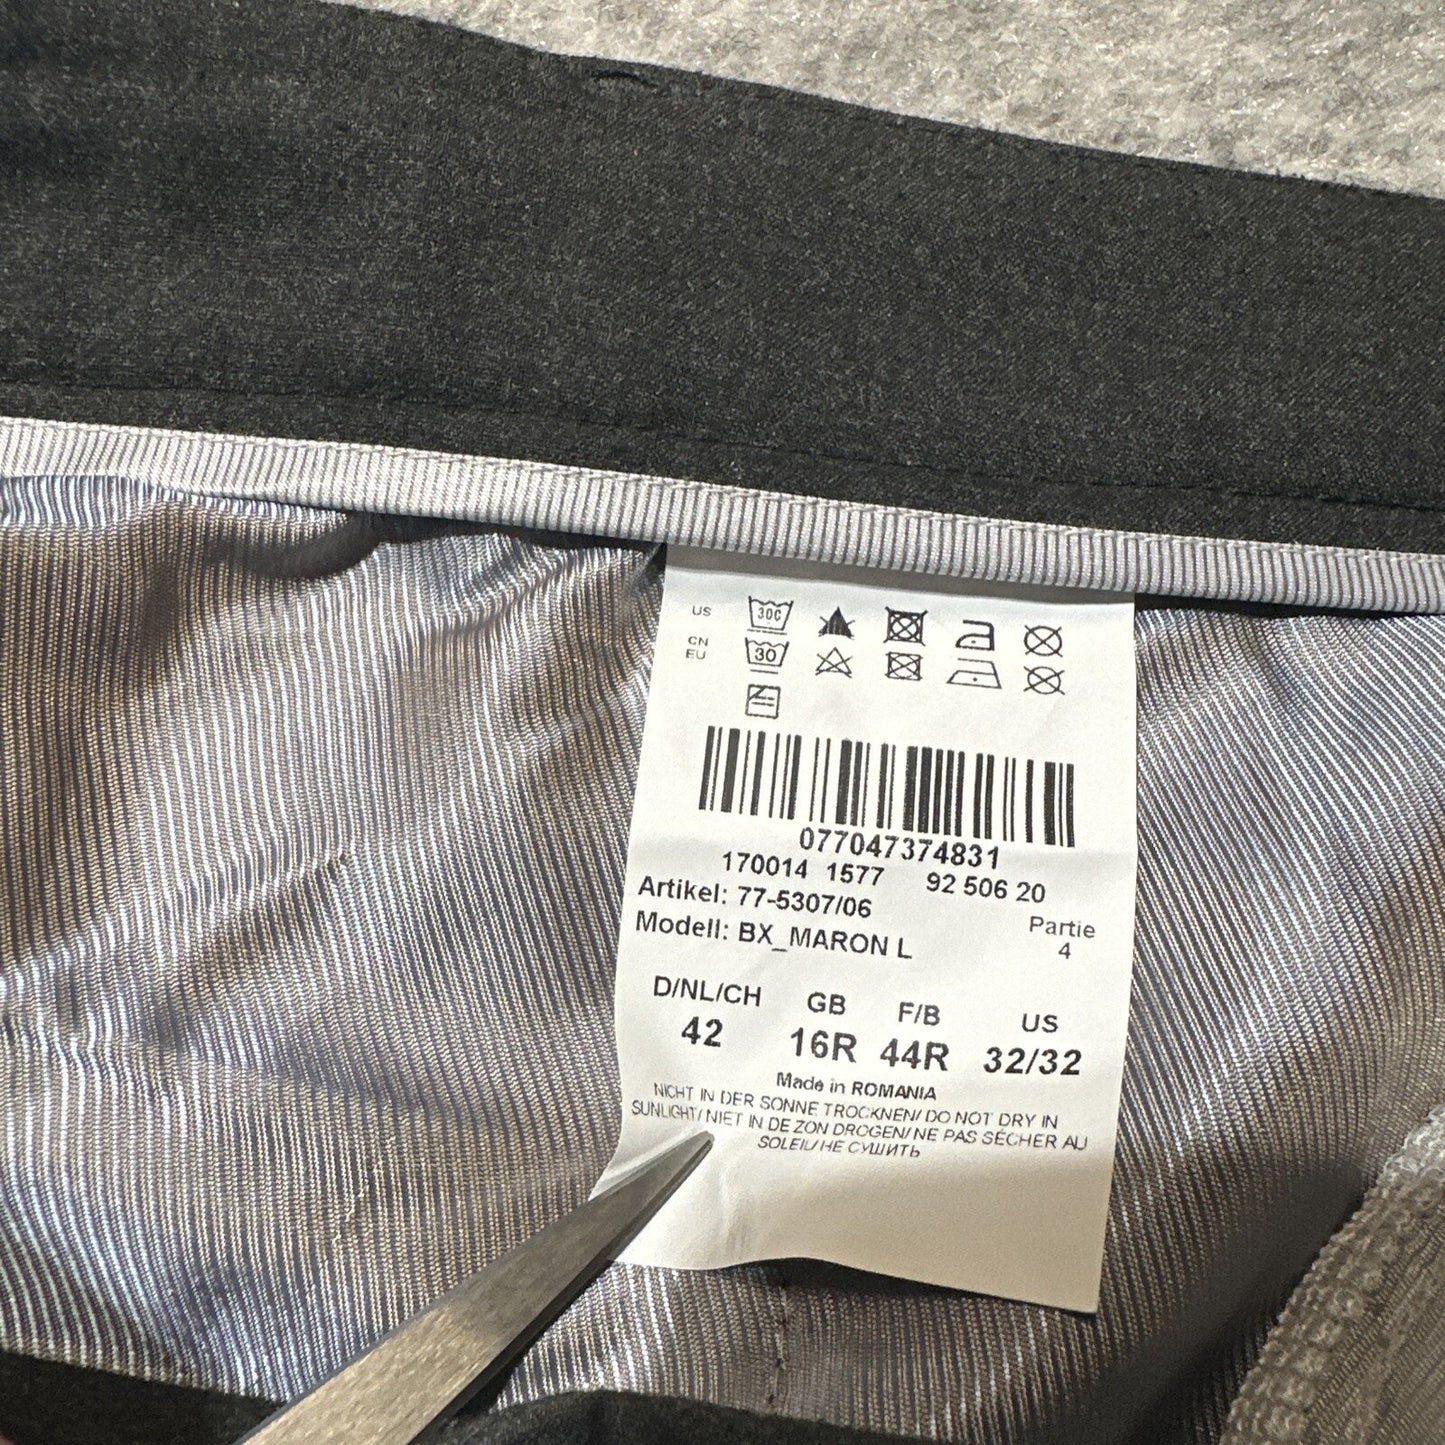 US 30C
CN
EU 30
077047374831
170014 1577 92 506 20
Artikel: 77-5307/06
Modell: BX_MARON L
Partie
4
D/NL/CH GB F/B US
42 16R 44R 32/32
Made in ROMANIA
NICHT IN DER SONNE TROCKNEN/ DO NOT DRY IN
SUNLIGHT/ NIET IN DE ZON DROGEN/ NE PAS SÉCHER AU
SOLEIL/ НЕ СУШИТЬ